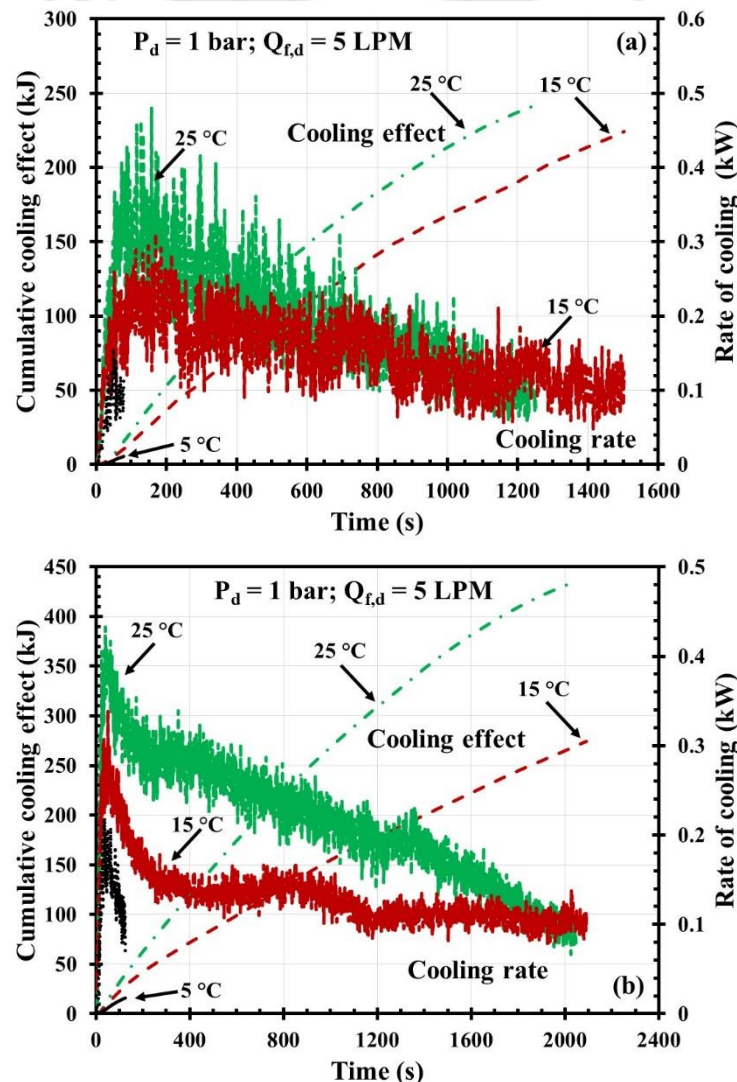 P_d = 1 bar; Q_f,d = 5 LPM
(a)
300
250
200
150
100
50
0
Cumulative cooling effect (kJ)
0.6
0.5
0.4
0.3
0.2
0.1
0
Rate of cooling (kW)
25 °C
15 °C
Cooling effect
25 °C
15 °C
5 °C
Cooling rate
0 200 400 600 800 1000 1200 1400 1600
Time (s)
P_d = 1 bar; Q_f,d = 5 LPM
450
400
350
300
250
200
150
100
50
0
Cumulative cooling effect (kJ)
0.5
0.4
0.3
0.2
0.1
0
Rate of cooling (kW)
25 °C
25 °C
15 °C
Cooling effect
15 °C
Cooling rate
5 °C
(b)
0 400 800 1200 1600 2000 2400
Time (s)